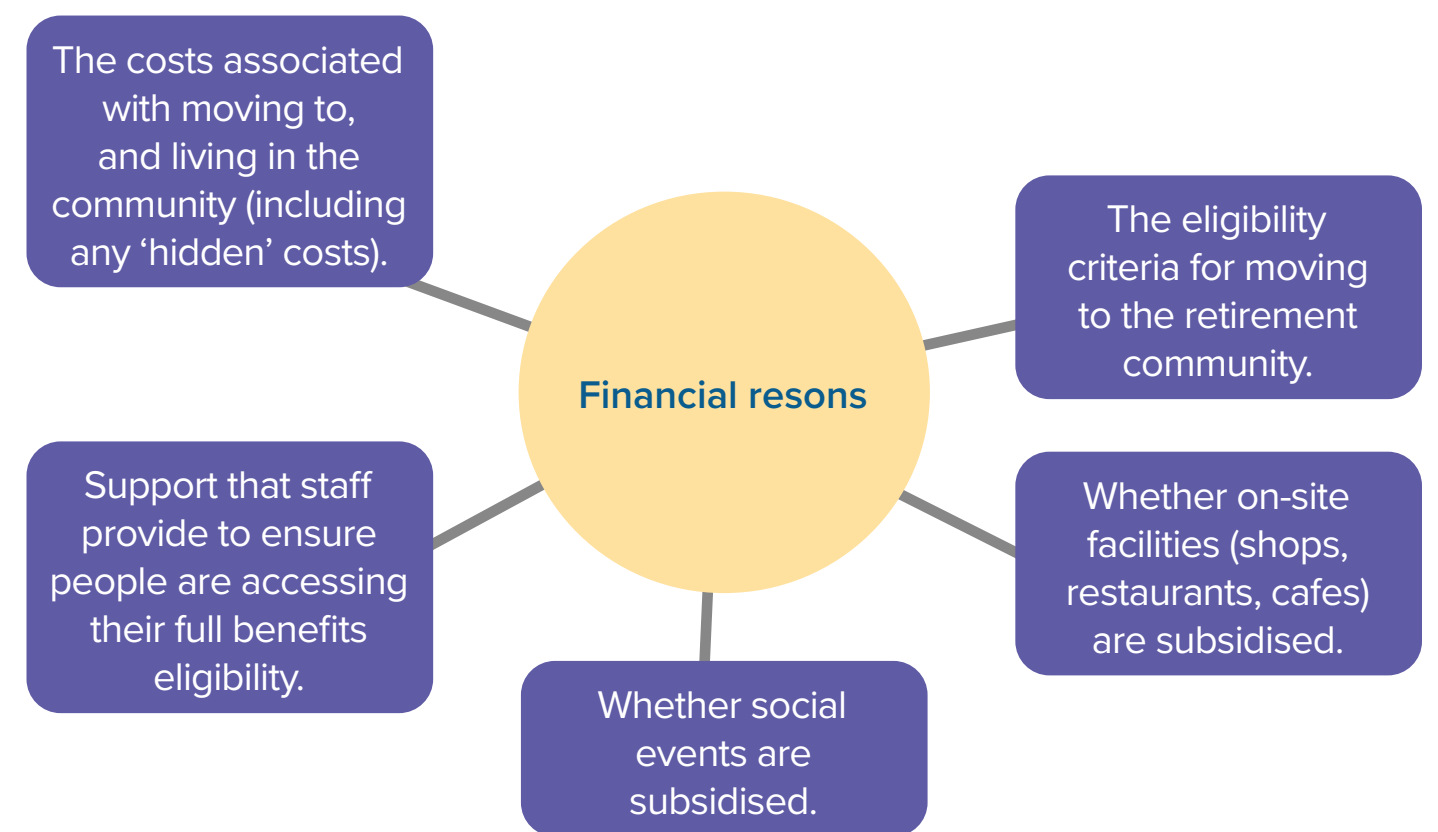 The costs associated
with moving to,
and living in the
community (including
any ‘hidden’ costs).
The eligibility
criteria for moving
to the retirement
community.
Financial resons
Support that staff
provide to ensure
people are accessing
their full benefits
eligibility.
Whether on-site
facilities (shops,
restaurants, cafes)
are subsidised.
Whether social
events are
subsidised.